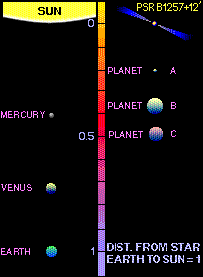 SUN
PSR B1257+12'
0
PLANET A
PLANET B
MERCURY
PLANET C
0.5
VENUS
DIST. FROM STAR
EARTH 1
EARTH TO SUN = 1